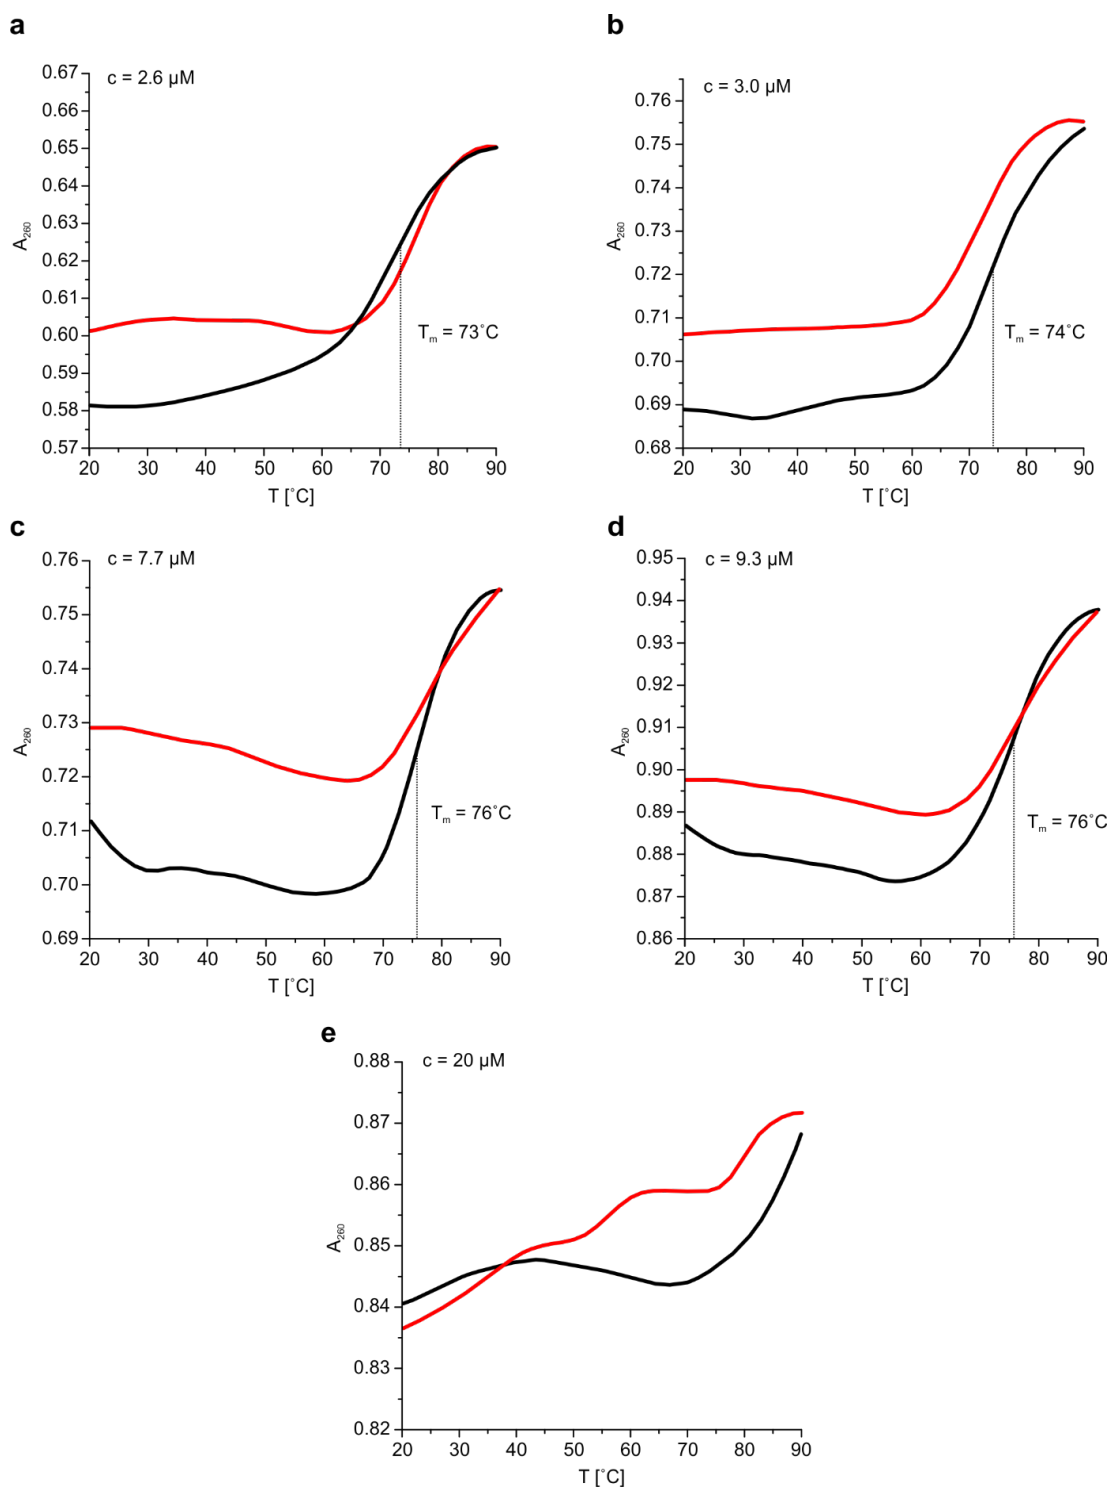 a
c = 2.6 µM
0.67
0.66
0.65
0.64
0.63
0.62
0.61
0.60
0.59
0.58
0.57
A260
Tm = 73˚C
20 30 40 50 60 70 80 90
T [˚C]
b
c = 3.0 µM
0.76
0.75
0.74
0.73
0.72
0.71
0.70
0.69
0.68
A260
Tm = 74˚C
20 30 40 50 60 70 80 90
T [˚C]
c
c = 7.7 µM
0.76
0.75
0.74
0.73
0.72
0.71
0.70
0.69
A260
Tm = 76˚C
20 30 40 50 60 70 80 90
T [˚C]
d
c = 9.3 µM
0.95
0.94
0.93
0.92
0.91
0.90
0.89
0.88
0.87
0.86
A260
Tm = 76˚C
20 30 40 50 60 70 80 90
T [˚C]
e
c = 20 µM
0.88
0.87
0.86
0.85
0.84
0.83
0.82
A260
20 30 40 50 60 70 80 90
T [˚C]